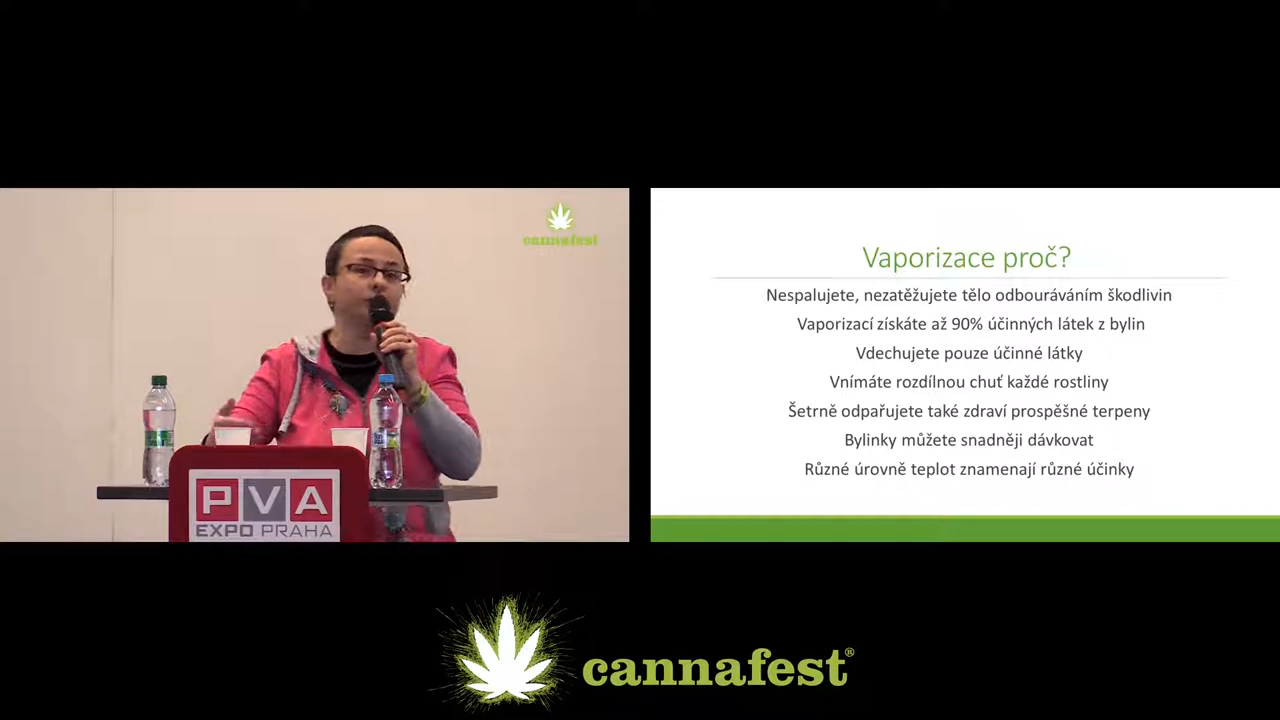 cannafest
PVA
EXPO PRAHA
Vaporizace proč?
Nespalujete, nezatěžujete tělo odbouráváním škodlivin
Vaporizací získáte až 90% účinných látek z bylin
Vdechujete pouze účinné látky
Vnímáte rozdílnou chuť každé rostliny
Šetrně odpařujete také zdraví prospěšné terpeny
Bylinky můžete snadněji dávkovat
Různé úrovně teplot znamenají různé účinky
cannafest®